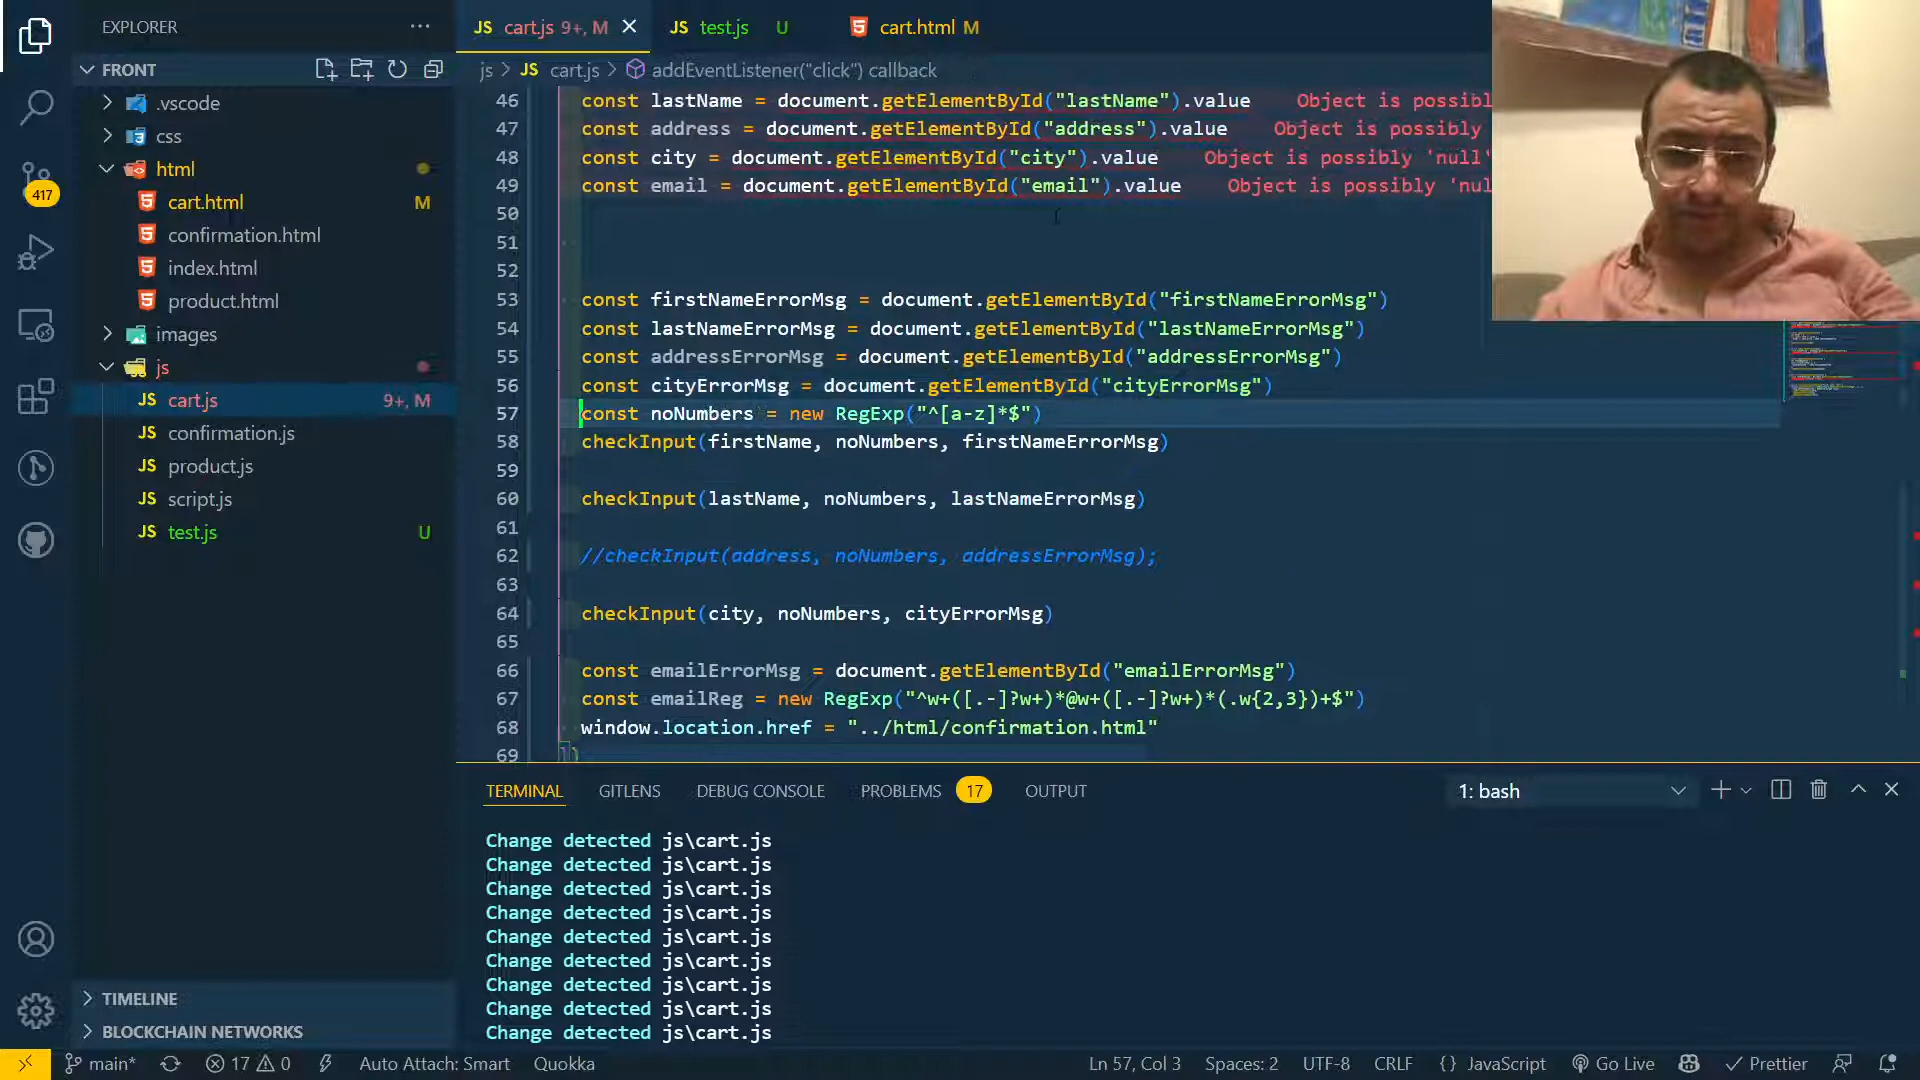 EXPLORER
FRONT
.vscode
css
html
cart.html M
confirmation.html
index.html
product.html
images
js
JS cart.js 9+, M
JS confirmation.js
JS product.js
JS script.js
JS test.js U
417
TIMELINE
BLOCKCHAIN NETWORKS
JS cart.js 9+, M
JS test.js U
cart.html M
js > JS cart.js > addEventListener("click") callback
46 const lastName = document.getElementById("lastName").value Object is possibl
47 const address = document.getElementById("address").value Object is possibly
48 const city = document.getElementById("city").value Object is possibly 'null'
49 const email = document.getElementById("email").value Object is possibly 'nul
50
51
52
53 const firstNameErrorMsg = document.getElementById("firstNameErrorMsg")
54 const lastNameErrorMsg = document.getElementById("lastNameErrorMsg")
55 const addressErrorMsg = document.getElementById("addressErrorMsg")
56 const cityErrorMsg = document.getElementById("cityErrorMsg")
57 const noNumbers = new RegExp("^[a-z]*$")
58 checkInput(firstName, noNumbers, firstNameErrorMsg)
59
60 checkInput(lastName, noNumbers, lastNameErrorMsg)
61
62 //checkInput(address, noNumbers, addressErrorMsg);
63
64 checkInput(city, noNumbers, cityErrorMsg)
65
66 const emailErrorMsg = document.getElementById("emailErrorMsg")
67 const emailReg = new RegExp("^w+([.-]?w+)*@w+([.-]?w+)*(.w{2,3})+$")
68 window.location.href = "../html/confirmation.html"
69 })
TERMINAL GITLENS DEBUG CONSOLE PROBLEMS 17 OUTPUT 1: bash
Change detected js\cart.js
Change detected js\cart.js
Change detected js\cart.js
Change detected js\cart.js
Change detected js\cart.js
Change detected js\cart.js
Change detected js\cart.js
Change detected js\cart.js
Change detected js\cart.js
main* 17 0 Auto Attach: Smart Quokka Ln 57, Col 3 Spaces: 2 UTF-8 CRLF {} JavaScript Go Live Prettier